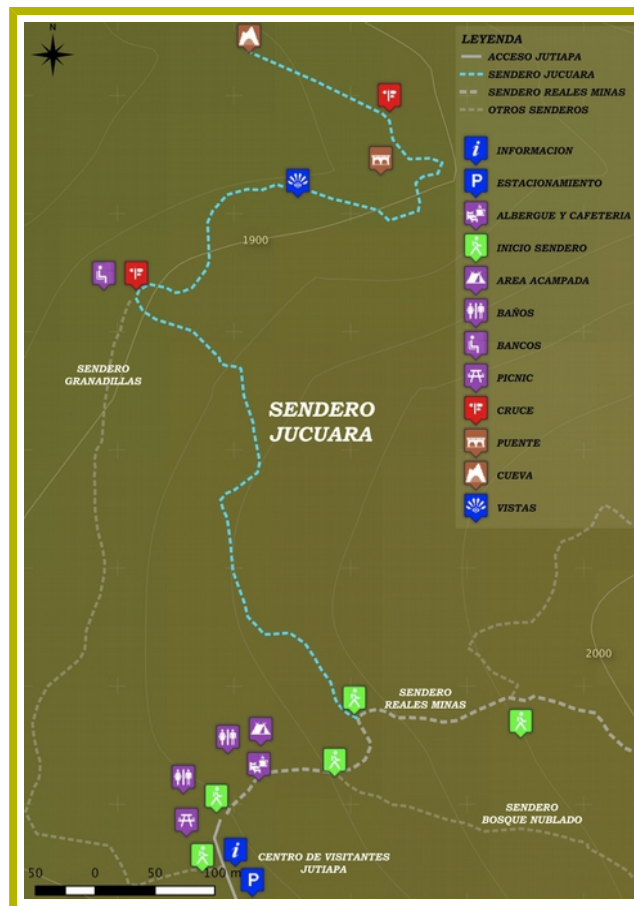 N
LEYENDA
ACCESO JUTIAPA
SENDERO JUCUARA
SENDERO REALES MINAS
OTROS SENDEROS
i INFORMACION
P ESTACIONAMIENTO
ALBERGUE Y CAFETERIA
INICIO SENDERO
AREA ACAMPADA
BAÑOS
BANCOS
PICNIC
CRUCE
PUENTE
CUEVA
VISTAS
1900
SENDERO
GRANADILLAS
SENDERO
JUCUARA
2000
SENDERO
REALES MINAS
SENDERO
BOSQUE NUBLADO
i
CENTRO DE VISITANTES
JUTIAPA
P
50 0 50 100 m